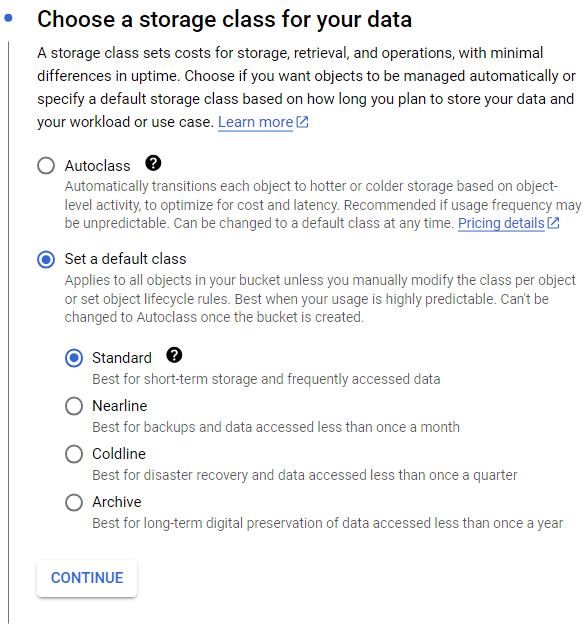 Choose a storage class for your data
A storage class sets costs for storage, retrieval, and operations, with minimal
differences in uptime. Choose if you want objects to be managed automatically or
specify a default storage class based on how long you plan to store your data and
your workload or use case. Learn more
Autoclass ?
Automatically transitions each object to hotter or colder storage based on object-
level activity, to optimize for cost and latency. Recommended if usage frequency may
be unpredictable. Can be changed to a default class at any time. Pricing details
Set a default class
Applies to all objects in your bucket unless you manually modify the class per object
or set object lifecycle rules. Best when your usage is highly predictable. Can't be
changed to Autoclass once the bucket is created.
Standard ?
Best for short-term storage and frequently accessed data
Nearline
Best for backups and data accessed less than once a month
Coldline
Best for disaster recovery and data accessed less than once a quarter
Archive
Best for long-term digital preservation of data accessed less than once a year
CONTINUE